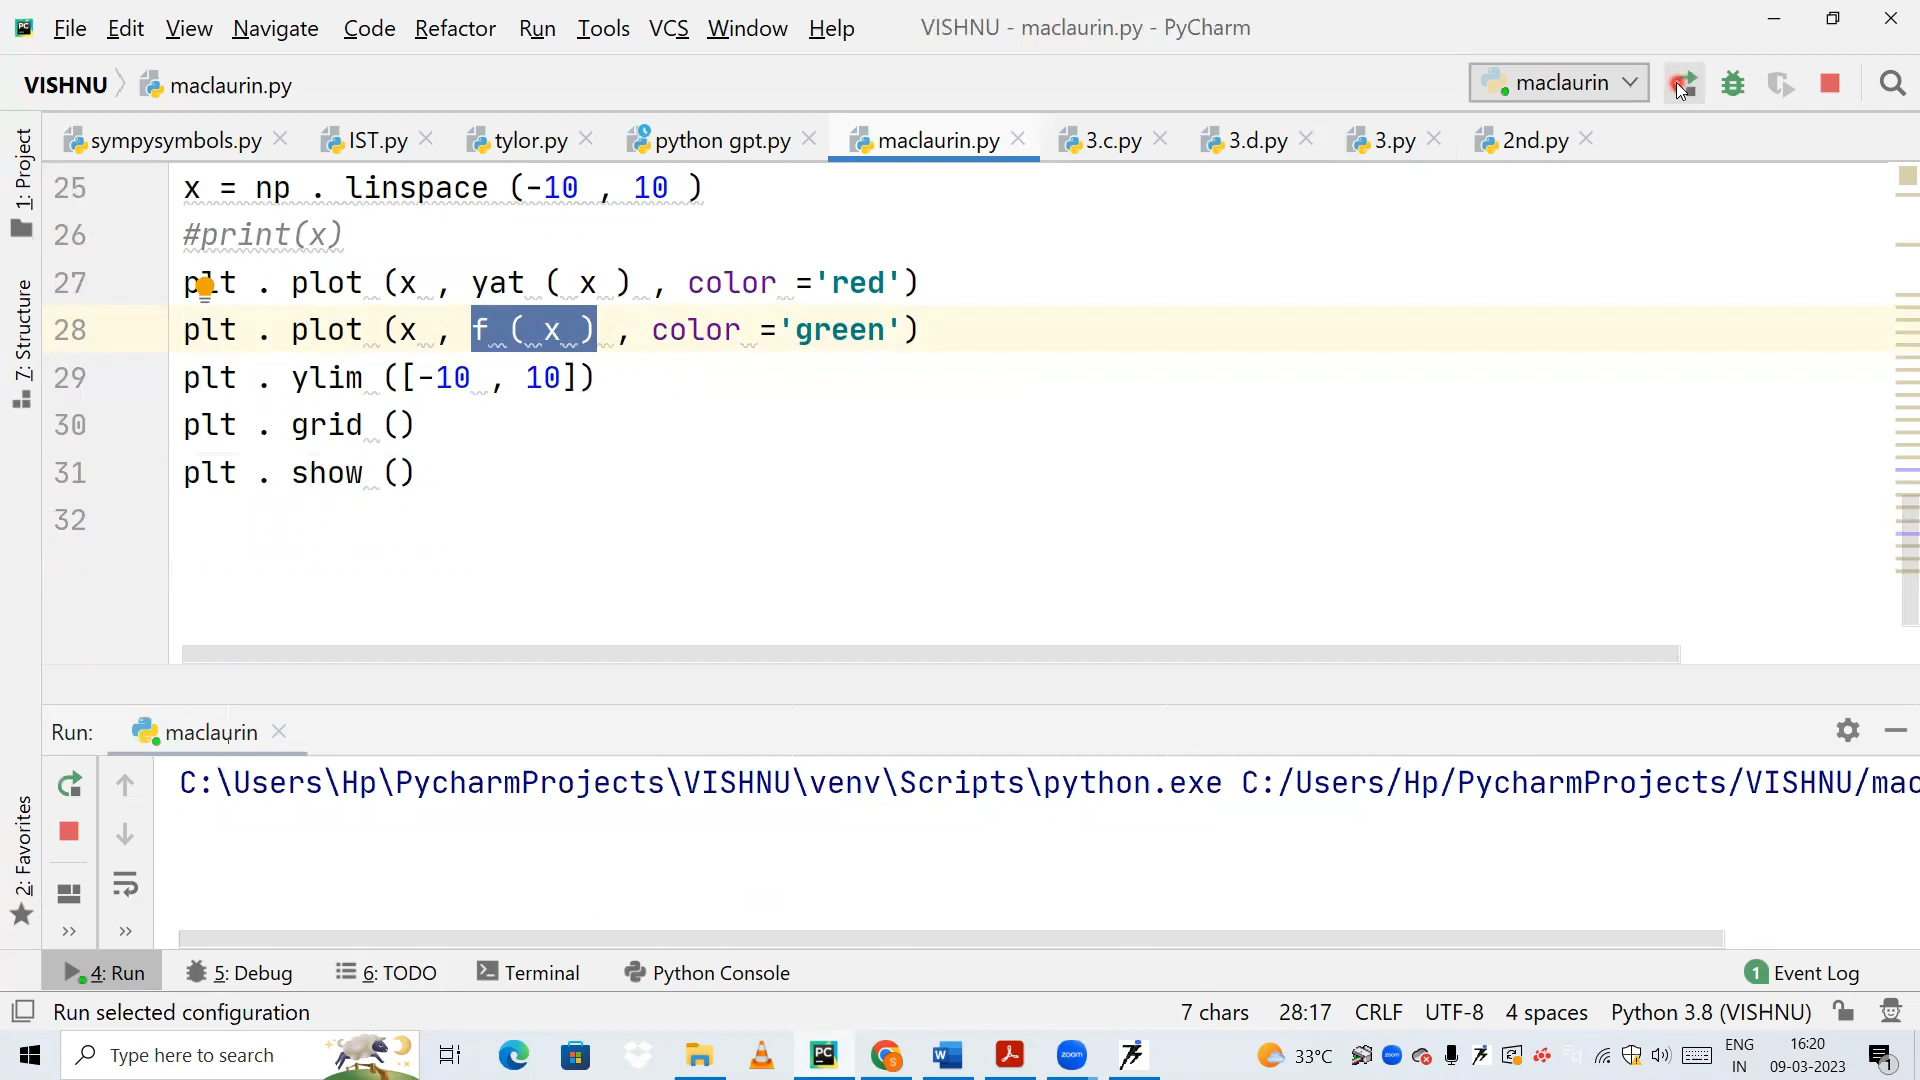 File Edit View Navigate Code Refactor Run Tools VCS Window Help VISHNU - maclaurin.py - PyCharm
VISHNU maclaurin.py maclaurin
sympysymbols.py IST.py tylor.py python gpt.py maclaurin.py 3.c.py 3.d.py 3.py 2nd.py
1: Project
7: Structure
2: Favorites
25 x = np . linspace (-10 , 10 )
26 #print(x)
27 plt . plot (x , yat ( x ) , color ='red')
28 plt . plot (x , f ( x ) , color ='green')
29 plt . ylim ([-10 , 10])
30 plt . grid ()
31 plt . show ()
32
Run: maclaurin
C:\Users\Hp\PycharmProjects\VISHNU\venv\Scripts\python.exe C:/Users/Hp/PycharmProjects/VISHNU/mac
4: Run 5: Debug 6: TODO Terminal Python Console 1 Event Log
Run selected configuration 7 chars 28:17 CRLF UTF-8 4 spaces Python 3.8 (VISHNU)
Type here to search 33°C ENG IN 16:20 09-03-2023 1